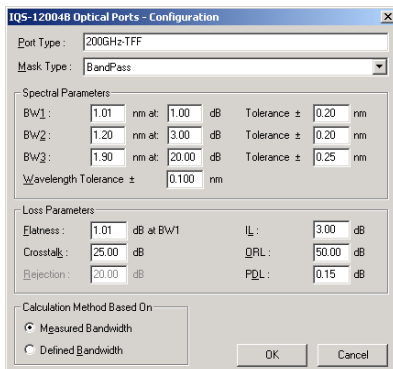 IQS-12004B Optical Ports - Configuration
Port Type : 200GHz-TFF
Mask Type : BandPass
Spectral Parameters
BW1 : 1.01 nm at: 1.00 dB Tolerance ± 0.20 nm
BW2 : 1.20 nm at: 3.00 dB Tolerance ± 0.20 nm
BW3 : 1.90 nm at: 20.00 dB Tolerance ± 0.25 nm
Wavelength Tolerance ± 0.100 nm
Loss Parameters
Flatness : 1.01 dB at BW1 IL : 3.00 dB
Crosstalk : 25.00 dB ORL : 50.00 dB
Rejection : 20.00 dB PDL : 0.15 dB
Calculation Method Based On
Measured Bandwidth
Defined Bandwidth
OK Cancel